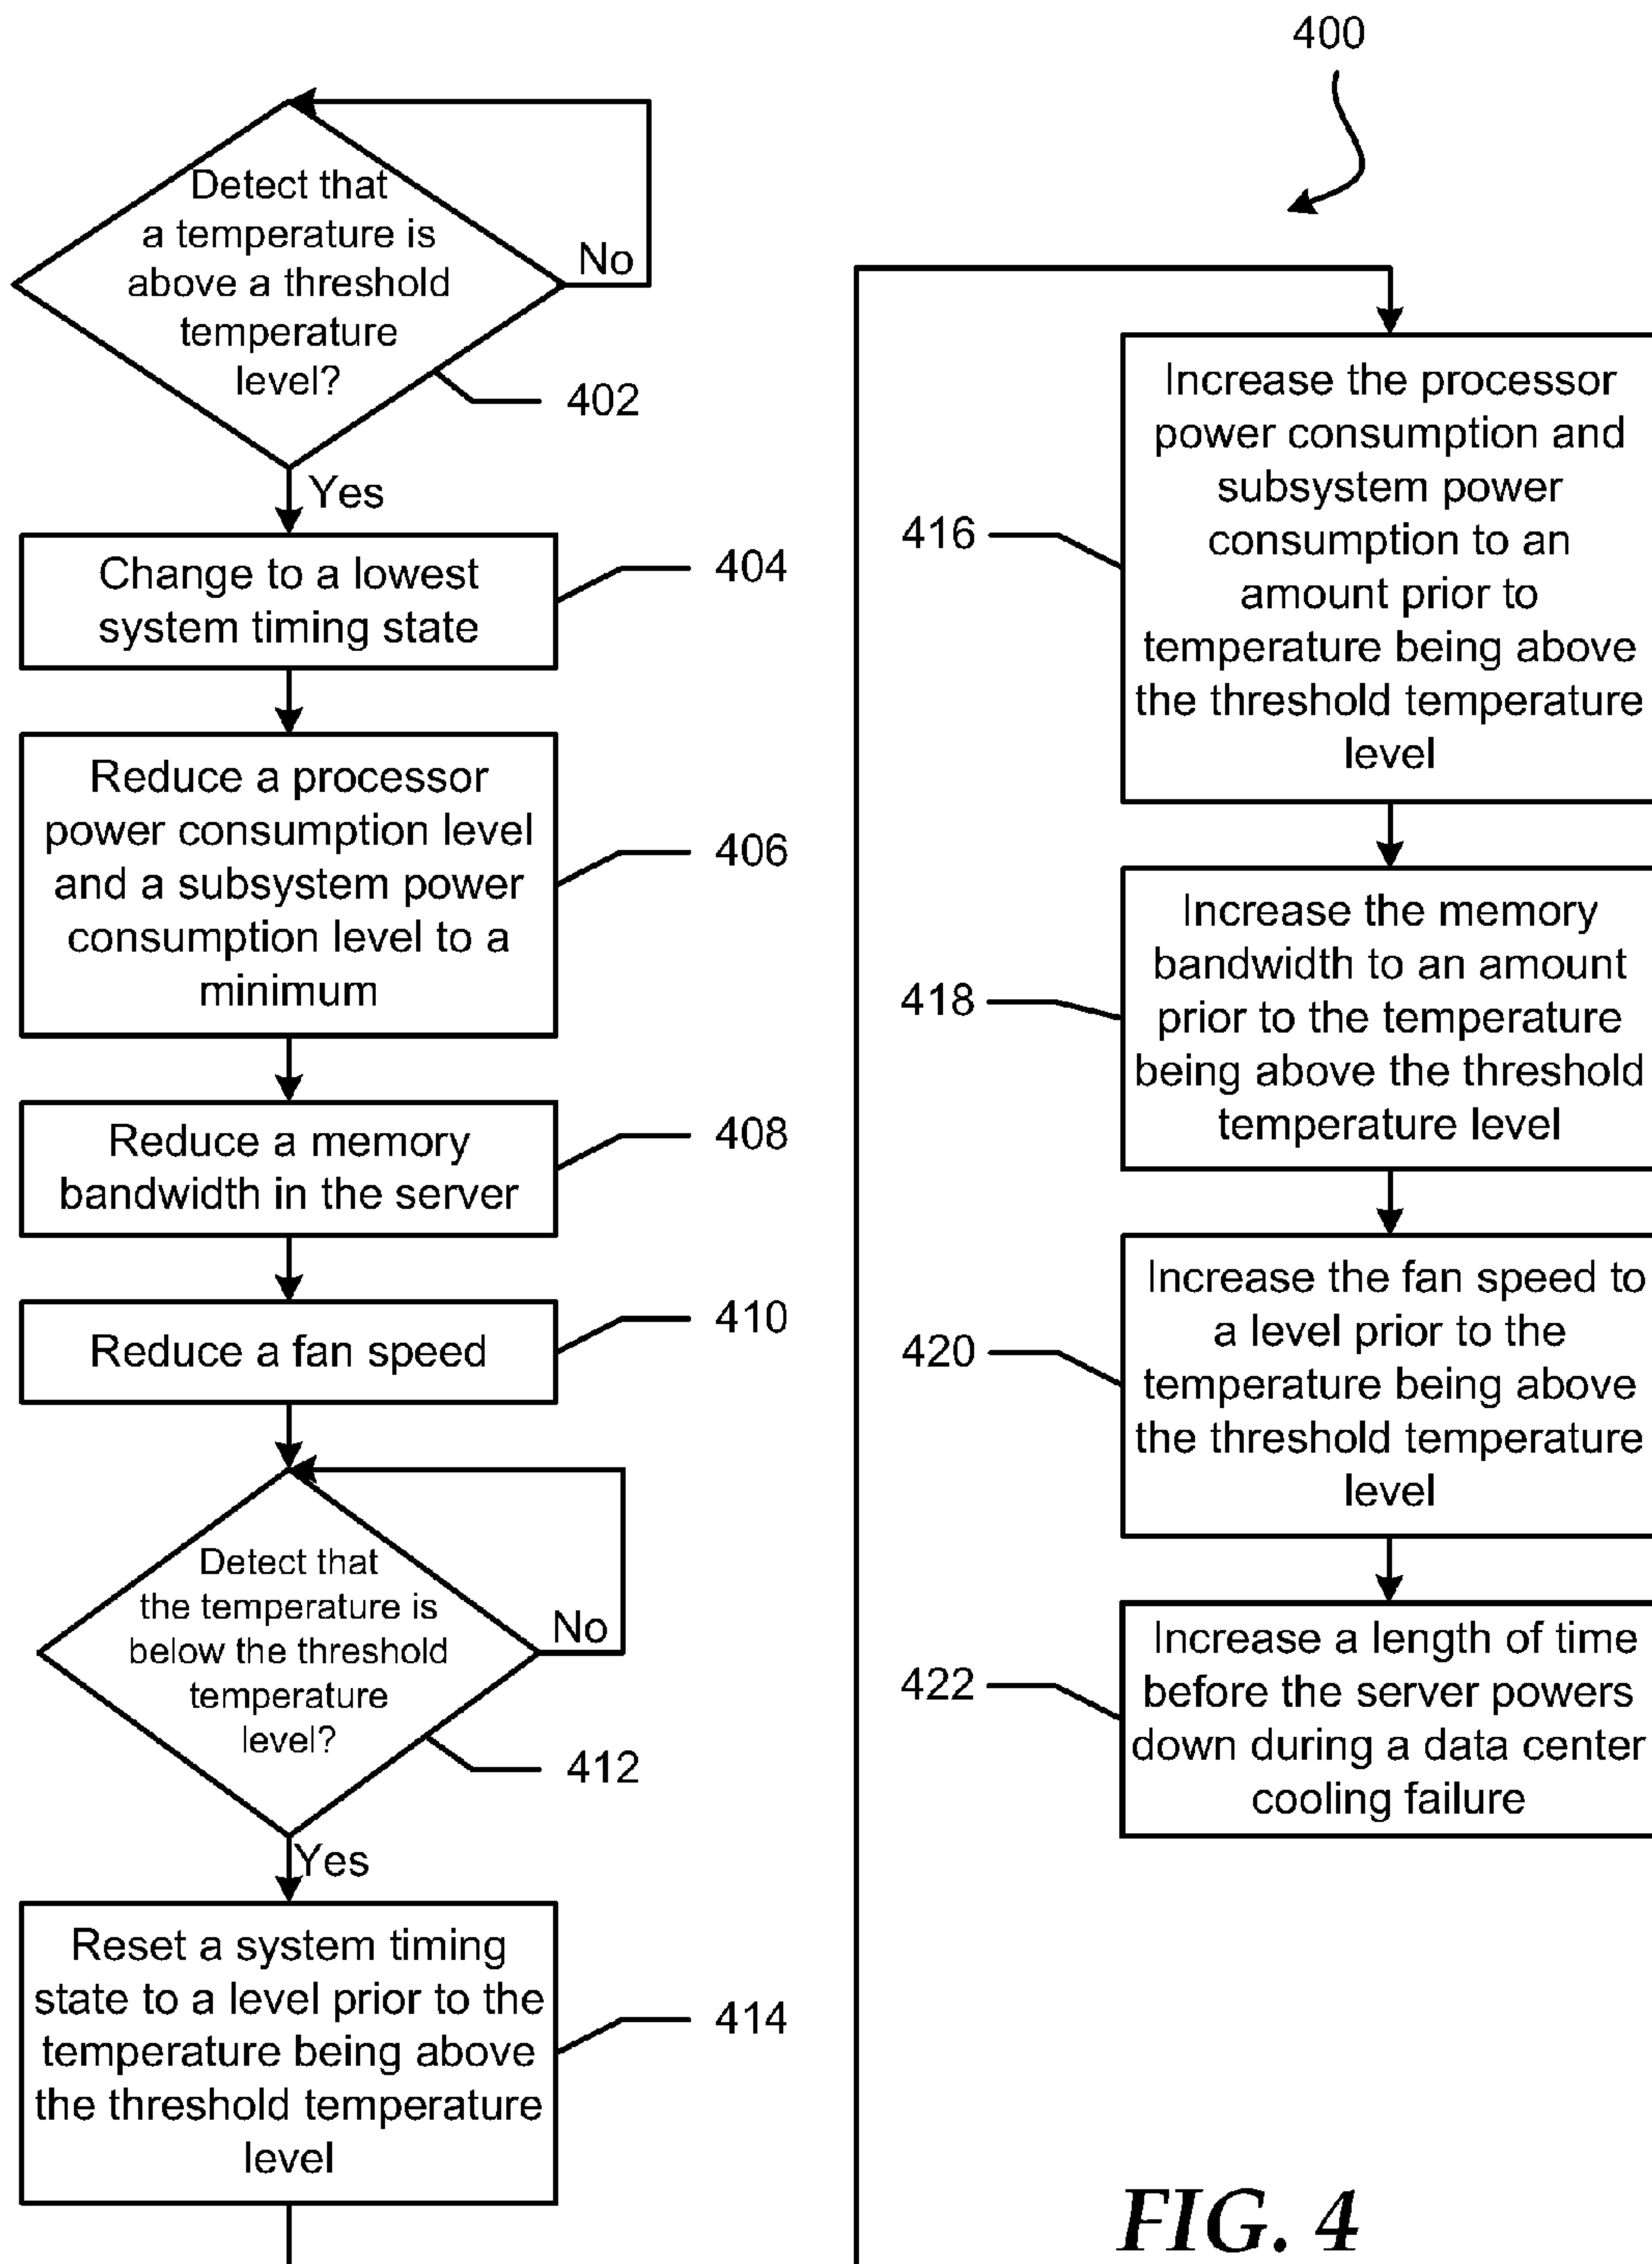 400
Detect that
a temperature is
above a threshold
temperature
level?
No
402
Yes
Change to a lowest
system timing state
404
Reduce a processor
power consumption level
and a subsystem power
consumption level to a
minimum
406
Reduce a memory
bandwidth in the server
408
Reduce a fan speed
410
Detect that
the temperature is
below the threshold
temperature
level?
No
412
Yes
Reset a system timing
state to a level prior to the
temperature being above
the threshold temperature
level
414
Increase the processor
power consumption and
subsystem power
consumption to an
amount prior to
temperature being above
the threshold temperature
level
416
Increase the memory
bandwidth to an amount
prior to the temperature
being above the threshold
temperature level
418
Increase the fan speed to
a level prior to the
temperature being above
the threshold temperature
level
420
Increase a length of time
before the server powers
down during a data center
cooling failure
422
FIG. 4